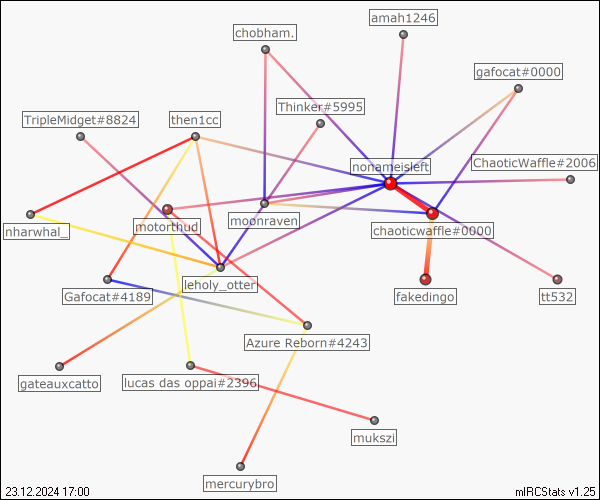 amah1246
chobham.
gafocat#0000
Thinker#5995
TripleMidget#8824
then1cc
nonameisleft
ChaoticWaffle#2006
nharwhal_
motorthud
moonraven
chaoticwaffle#0000
Gafocat#4189
leholy_otter
fakedingo
tt532
Azure Reborn#4243
gateauxcatto
lucas das oppai#2396
mukszi
mercurybro
23.12.2024 17:00
mIRCStats v1.25